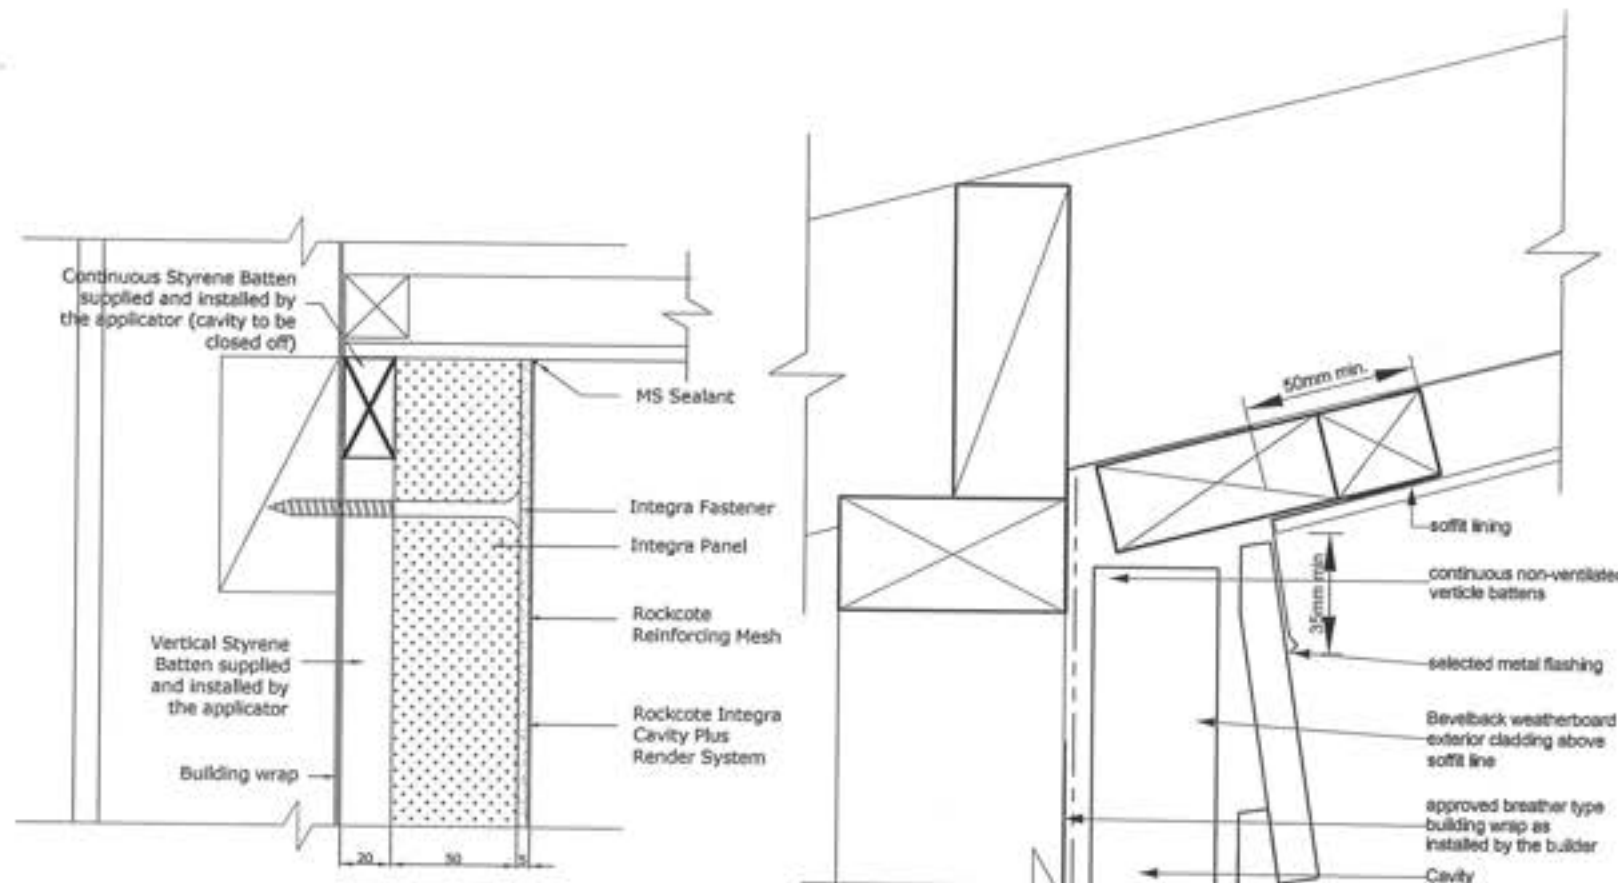 Continuous Styrene Batten
supplied and installed by
the applicator (cavity to be
closed off)
MS Sealant
Integra Fastener
Integra Panel
Rockcote
Reinforcing Mesh
Vertical Styrene
Batten supplied
and installed by
the applicator
Rockcote Integra
Cavity Plus
Render System
Building wrap
20
50
5
50mm min.
soffit lining
35mm min
continuous non-ventilated
verticle battens
selected metal flashing
Bevelback weatherboard
exterior cladding above
soffit line
approved breather type
building wrap as
installed by the builder
Cavity